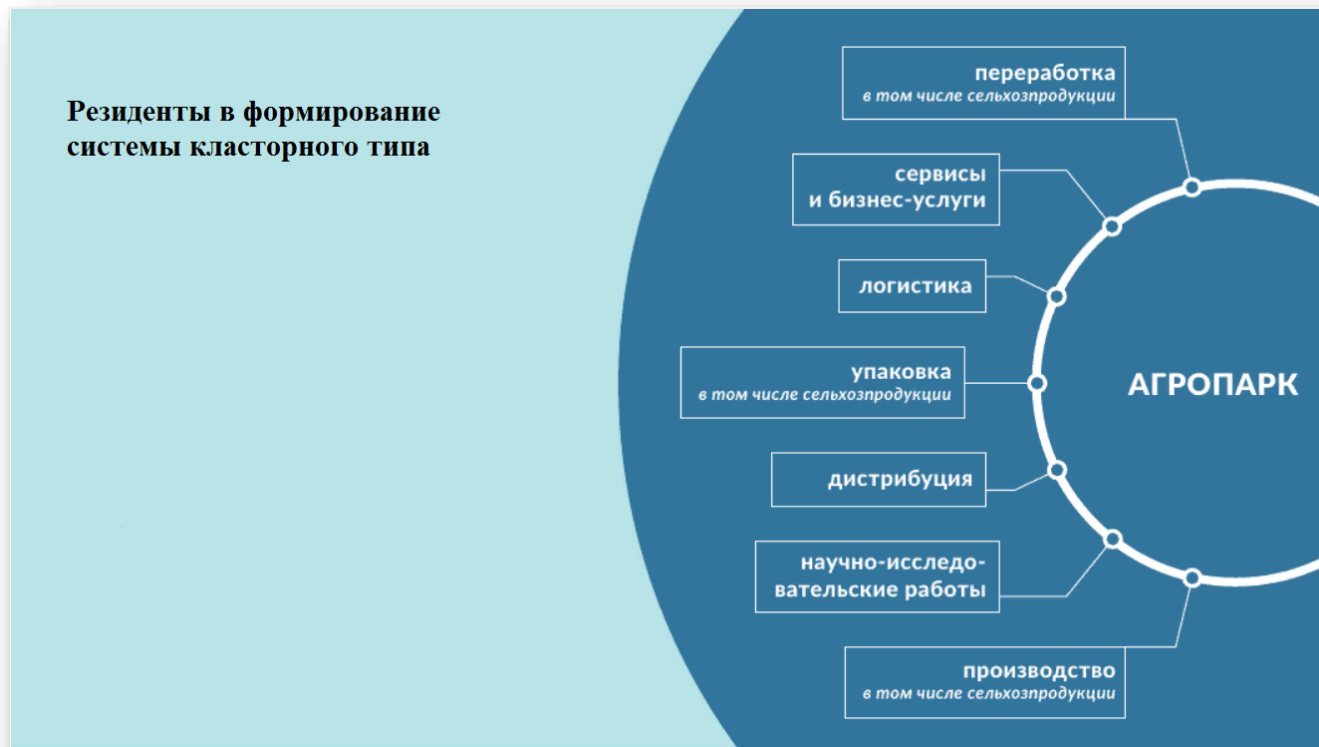 Резиденты в формирование
системы класторного типа
переработка
в том числе сельхозпродукции
сервисы
и бизнес-услуги
логистика
упаковка
в том числе сельхозпродукции
дистрибуция
научно-исследо-
вательские работы
производство
в том числе сельхозпродукции
АГРОПАРК